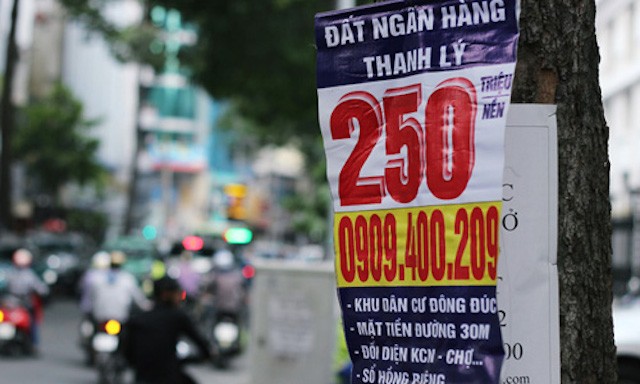 ĐẤT NGÂN HÀNG
THANH LÝ
250 TRIỆU
NỀN
0909.400.209
- KHU DÂN CƯ ĐÔNG ĐÚC
- MẶT TIỀN ĐƯỜNG 30M
- ĐỐI DIỆN KCN - CHỢ...
- SỔ HỒNG RIÊNG